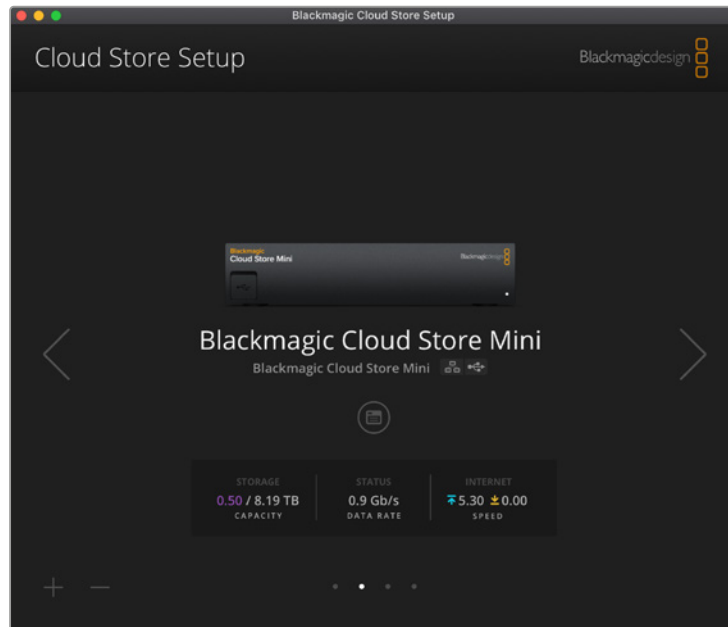 Blackmagic Cloud Store Setup
Cloud Store Setup
Blackmagicdesign
Blackmagic
Cloud Store Mini
Blackmagicdesign
Blackmagic Cloud Store Mini
Blackmagic Cloud Store Mini
STORAGE
0.50 / 8.19 TB
CAPACITY
STATUS
0.9 Gb/s
DATA RATE
INTERNET
5.30 0.00
SPEED